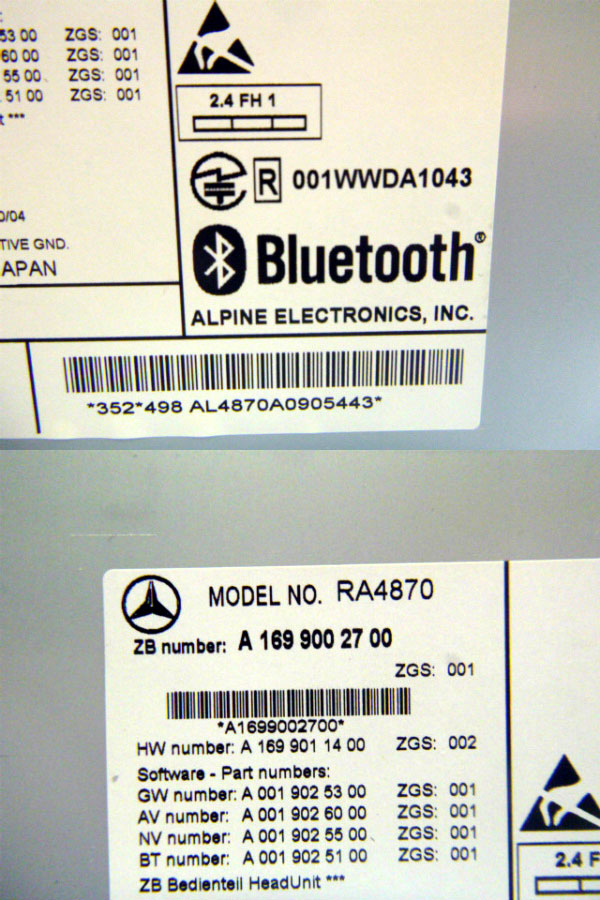 53 00 ZGS: 001
60 00 ZGS: 001
55 00 ZGS: 001
51 00 ZGS: 001
t ***
0/04
TIVE GND.
APAN
2.4 FH 1
R 001WWDA1043
Bluetooth®
ALPINE ELECTRONICS, INC.
*352*498 AL4870A0905443*
MODEL NO. RA4870
ZB number: A 169 900 27 00
ZGS: 001
*A1699002700*
HW number: A 169 901 14 00 ZGS: 002
Software - Part numbers:
GW number: A 001 902 53 00 ZGS: 001
AV number: A 001 902 60 00 ZGS: 001
NV number: A 001 902 55 00 ZGS: 001
BT number: A 001 902 51 00 ZGS: 001
ZB Bedienteil HeadUnit ***
2.4 F